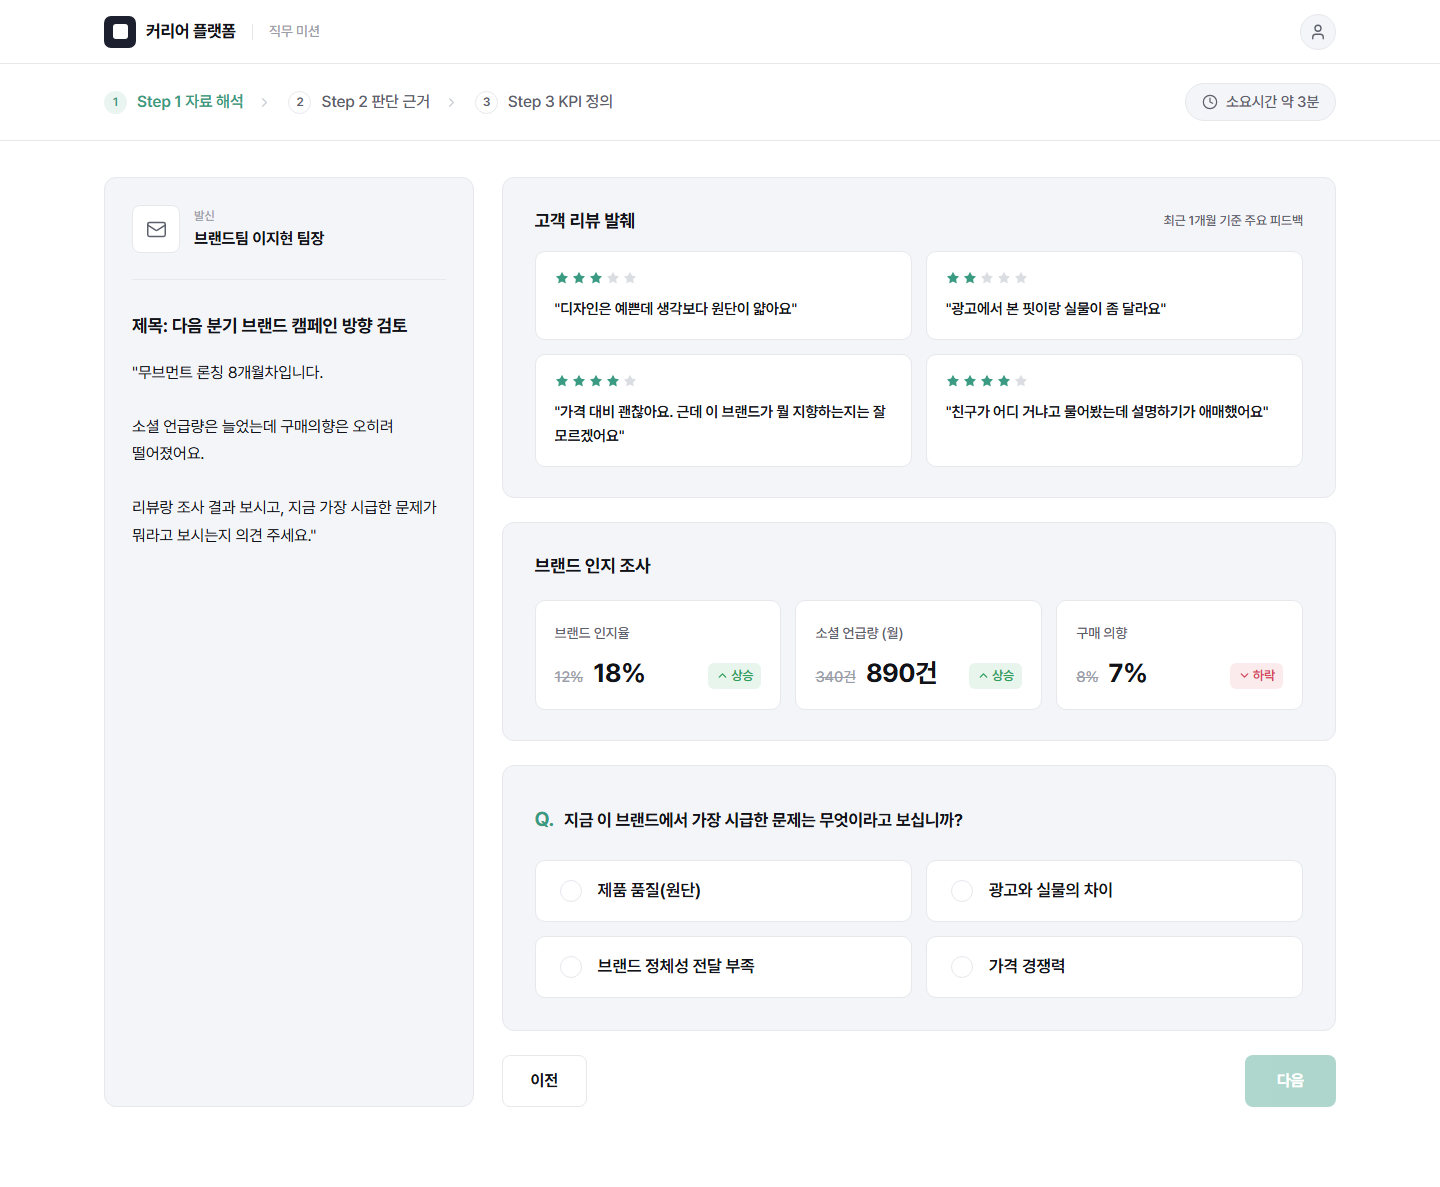 커리어 플랫폼
직무 미션
1 Step 1 자료 해석
2 Step 2 판단 근거
3 Step 3 KPI 정의
소요시간 약 3분
발신
브랜드팀 이지현 팀장
제목: 다음 분기 브랜드 캠페인 방향 검토
"무브먼트 론칭 8개월차입니다.
소셜 언급량은 늘었는데 구매의향은 오히려
떨어졌어요.
리뷰랑 조사 결과 보시고, 지금 가장 시급한 문제가
뭐라고 보시는지 의견 주세요."
고객 리뷰 발췌
최근 1개월 기준 주요 피드백
"디자인은 예쁜데 생각보다 원단이 얇아요"
"광고에서 본 핏이랑 실물이 좀 달라요"
"가격 대비 괜찮아요. 근데 이 브랜드가 뭘 지향하는지는 잘
모르겠어요"
"친구가 어디 거냐고 물어봤는데 설명하기가 애매했어요"
브랜드 인지 조사
브랜드 인지율
12% 18% 상승
소셜 언급량 (월)
340건 890건 상승
구매 의향
8% 7% 하락
Q. 지금 이 브랜드에서 가장 시급한 문제는 무엇이라고 보십니까?
제품 품질(원단)
광고와 실물의 차이
브랜드 정체성 전달 부족
가격 경쟁력
이전
다음